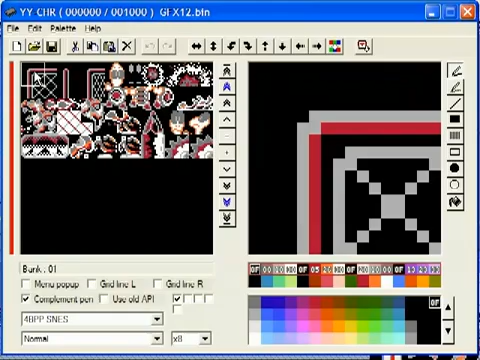 YY CHR ( 000000 / 001000 ) GFX12.bin
File Edit Palette Help
Bank : 01
Menu popup Grid line L Grid line R
Complement pen Use old API
4BPP SNES
Normal x8
0F